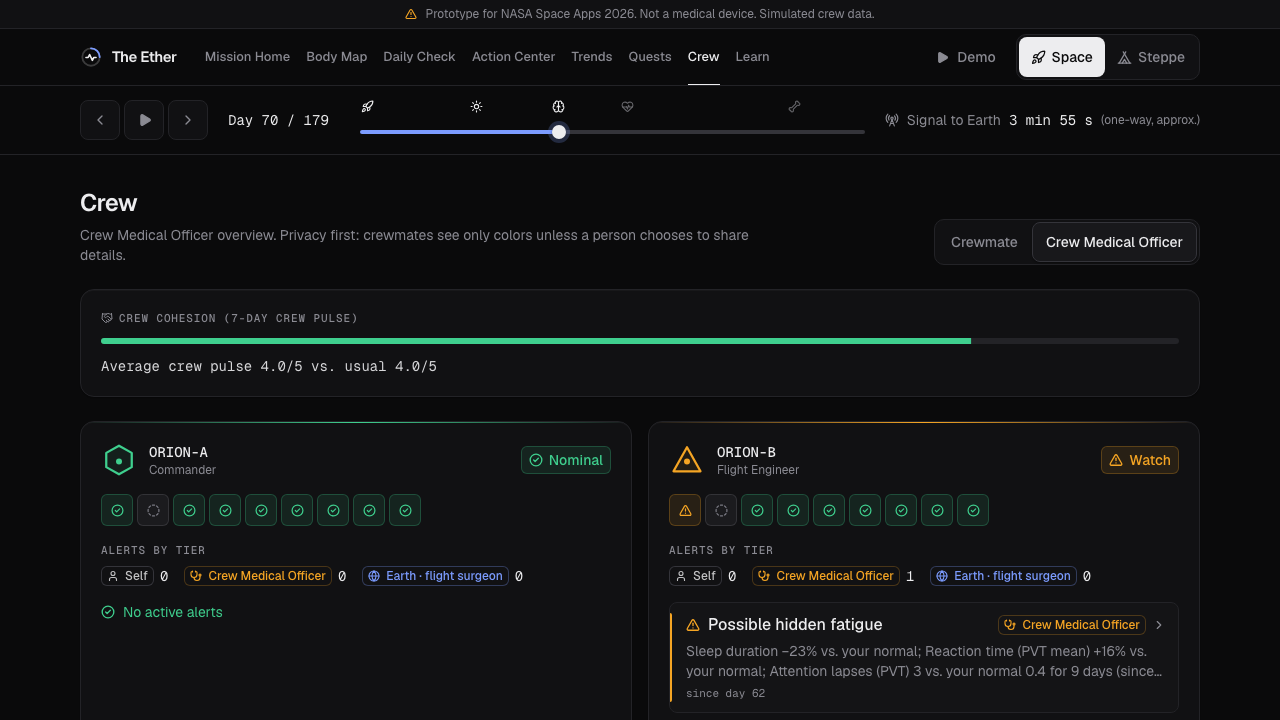 Prototype for NASA Space Apps 2026. Not a medical device. Simulated crew data.
The Ether
Mission Home
Body Map
Daily Check
Action Center
Trends
Quests
Crew
Learn
Demo
Space
Steppe
Day 70 / 179
Signal to Earth 3 min 55 s (one-way, approx.)
Crew
Crew Medical Officer overview. Privacy first: crewmates see only colors unless a person chooses to share
details.
Crewmate
Crew Medical Officer
CREW COHESION (7-DAY CREW PULSE)
Average crew pulse 4.0/5 vs. usual 4.0/5
ORION-A
Commander
Nominal
ALERTS BY TIER
Self 0 Crew Medical Officer 0 Earth · flight surgeon 0
No active alerts
ORION-B
Flight Engineer
Watch
ALERTS BY TIER
Self 0 Crew Medical Officer 1 Earth · flight surgeon 0
Possible hidden fatigue
Crew Medical Officer
Sleep duration −23% vs. your normal; Reaction time (PVT mean) +16% vs.
your normal; Attention lapses (PVT) 3 vs. your normal 0.4 for 9 days (since…
since day 62